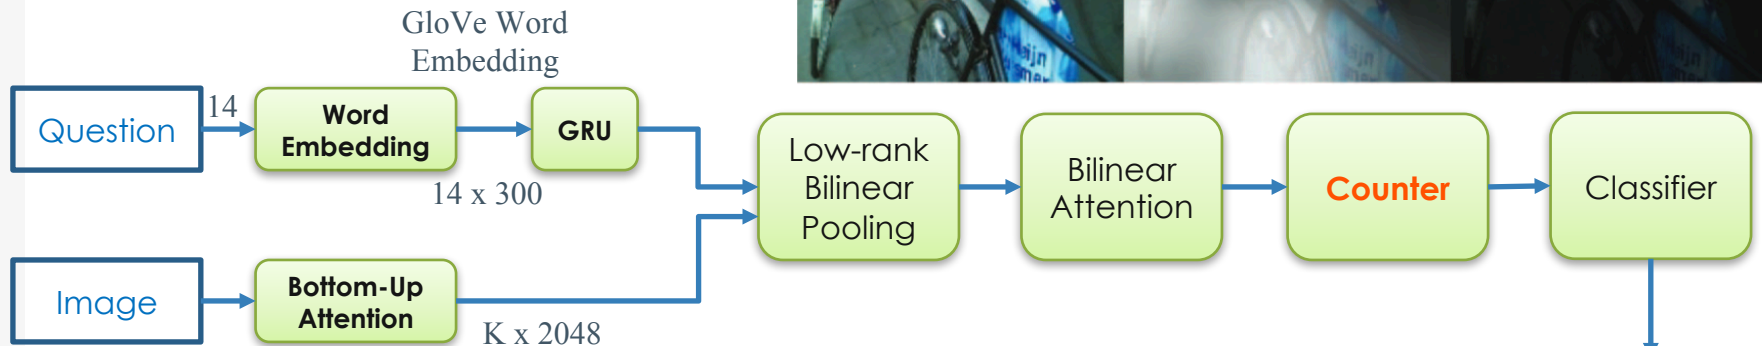 GloVe Word
Embedding
Question
14
Word
Embedding
GRU
14 x 300
Image
Bottom-Up
Attention
K x 2048
Low-rank
Bilinear
Pooling
Bilinear
Attention
Counter
Classifier